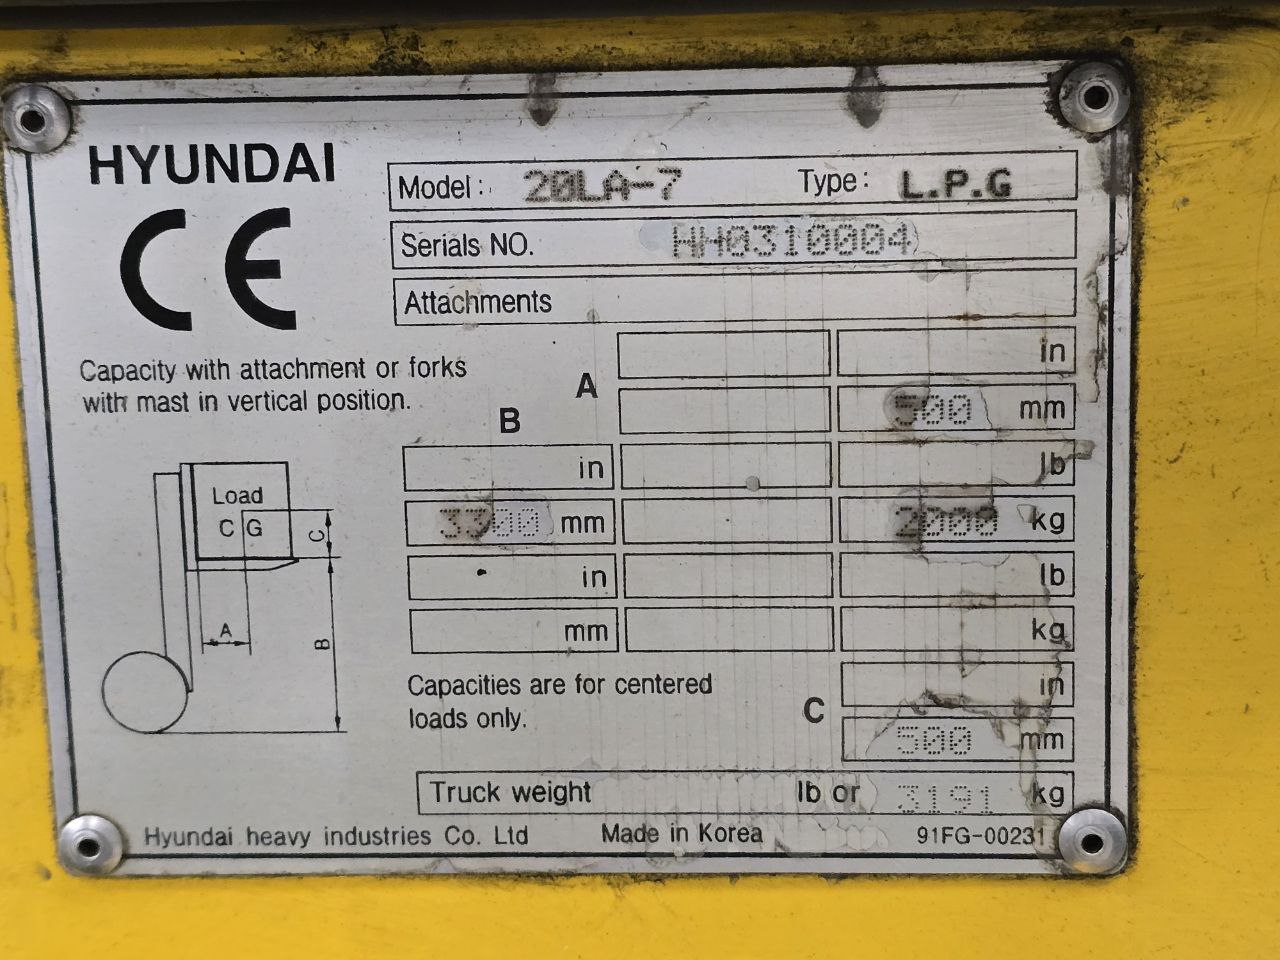 HYUNDAI
CE
Model: 20LA-7 Type: L.P.G
Serials NO. HH0310004
Attachments
Capacity with attachment or forks
with mast in vertical position.
A
in
500 mm
B
in
lb
3300 mm
2000 kg
in
lb
mm
kg
Load
C G
C
A
B
Capacities are for centered
loads only.
C
in
500 mm
Truck weight lb or 3191 kg
Hyundai heavy industries Co. Ltd Made in Korea 91FG-00231